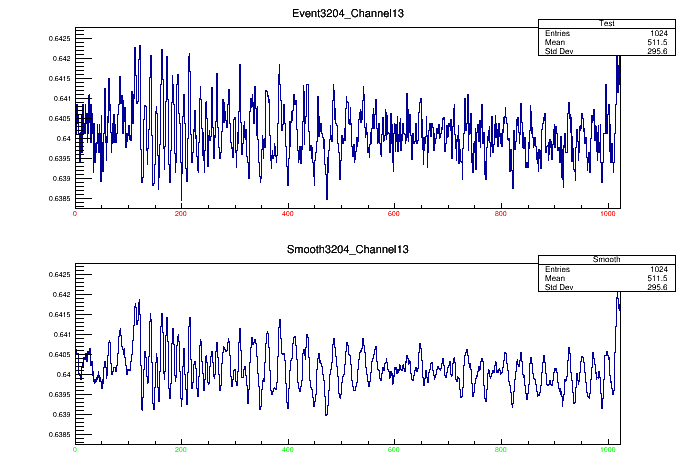 Event3204_Channel13
Test
Entries 1024
Mean 511.5
Std Dev 295.6
0.6425
0.642
0.6415
0.641
0.6405
0.64
0.6395
0.639
0.6385
0 200 400 600 800 1000
Smooth3204_Channel13
Smooth
Entries 1024
Mean 511.5
Std Dev 295.6
0.6425
0.642
0.6415
0.641
0.6405
0.64
0.6395
0.639
0.6385
0 200 400 600 800 1000